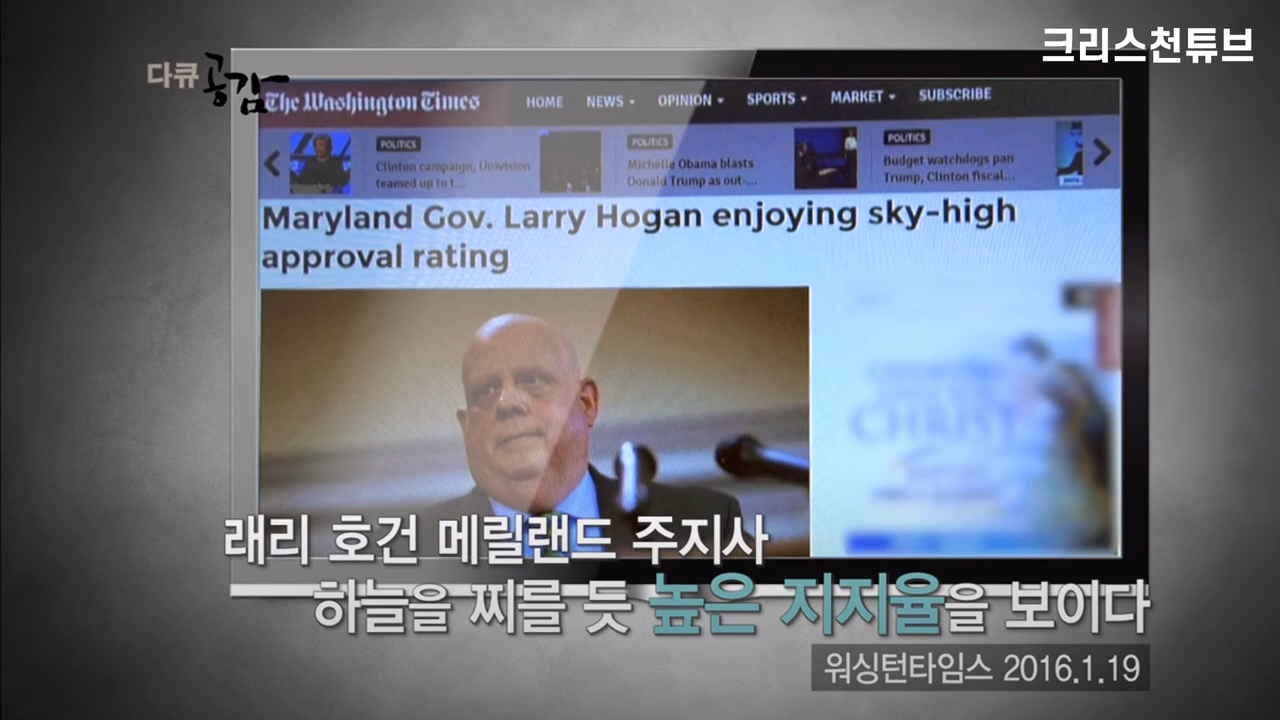 크리스천튜브
다큐 공감
The Washington Times
HOME NEWS OPINION SPORTS MARKET SUBSCRIBE
POLITICS
Clinton campaign, Univision
teamed up to t...
POLITICS
Michelle Obama blasts
Donald Trump as out-...
POLITICS
Budget watchdogs pan
Trump, Clinton fiscal...
Maryland Gov. Larry Hogan enjoying sky-high
approval rating
CHRIST
래리 호건 메릴랜드 주지사
하늘을 찌를 듯 높은 지지율을 보이다
워싱턴타임스 2016.1.19